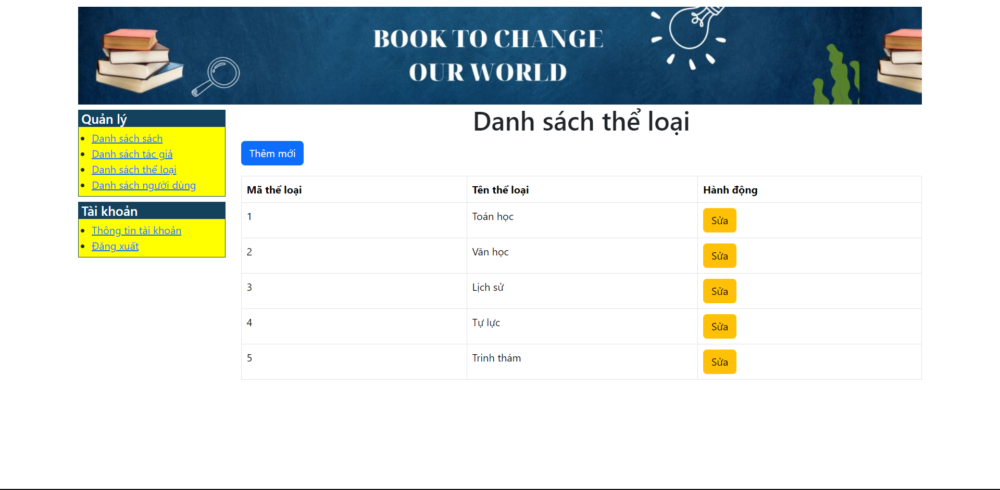 BOOK TO CHANGE
OUR WORLD
Quản lý
Danh sách sách
Danh sách tác giả
Danh sách thể loại
Danh sách người dùng
Tài khoản
Thông tin tài khoản
Đăng xuất
Danh sách thể loại
Thêm mới
Mã thể loại Tên thể loại Hành động
1 Toán học Sửa
2 Văn học Sửa
3 Lịch sử Sửa
4 Tự lực Sửa
5 Trinh thám Sửa